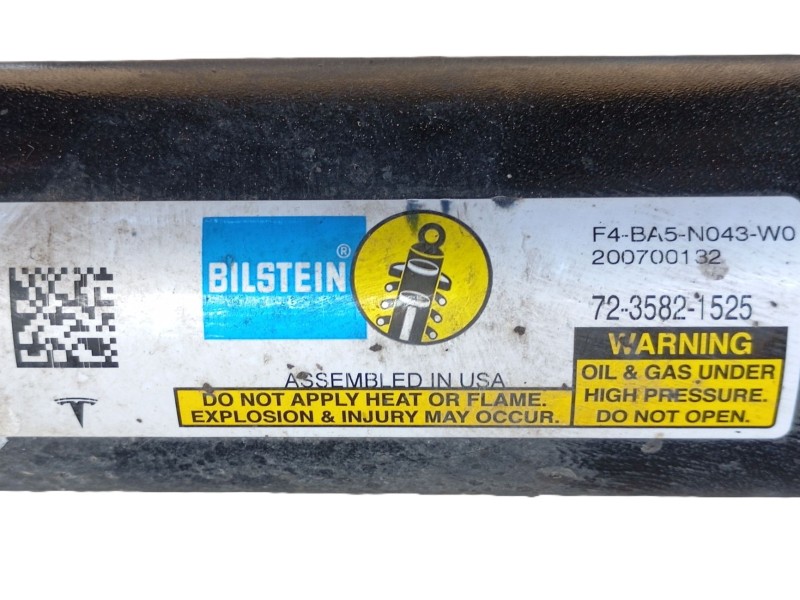 BILSTEIN®
F4-BA5-N043-W0
200700132
72-3582-1525
WARNING
OIL & GAS UNDER
HIGH PRESSURE.
DO NOT OPEN.
ASSEMBLED IN USA
DO NOT APPLY HEAT OR FLAME.
EXPLOSION & INJURY MAY OCCUR.